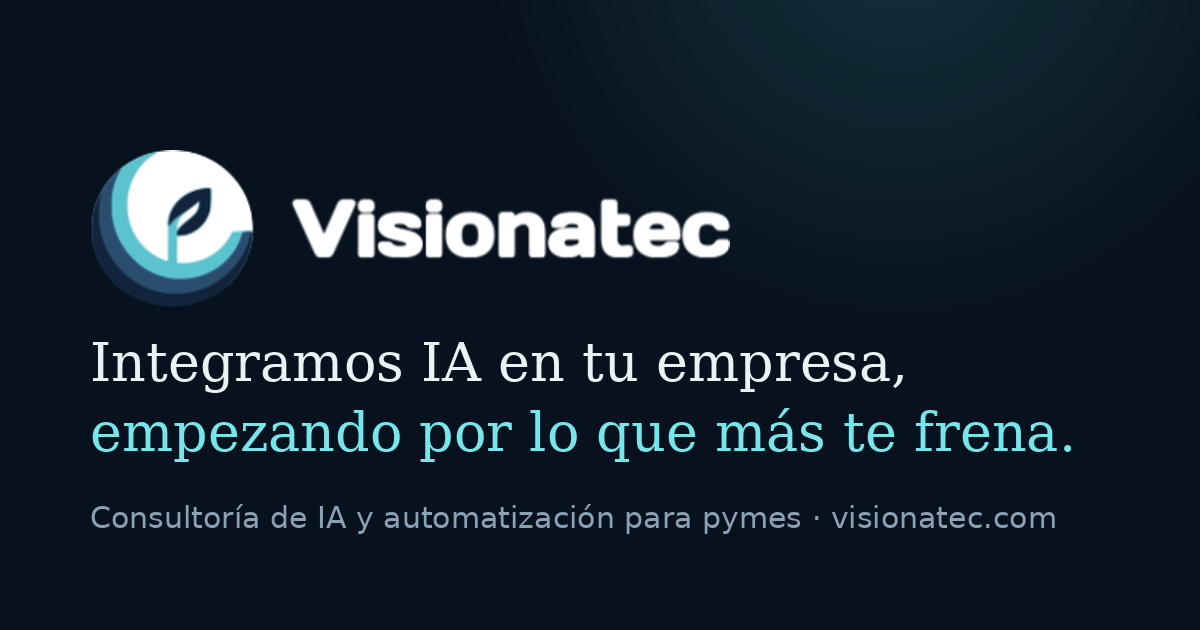 Visionatec
Integramos IA en tu empresa,
empezando por lo que más te frena.
Consultoría de IA y automatización para pymes · visionatec.com